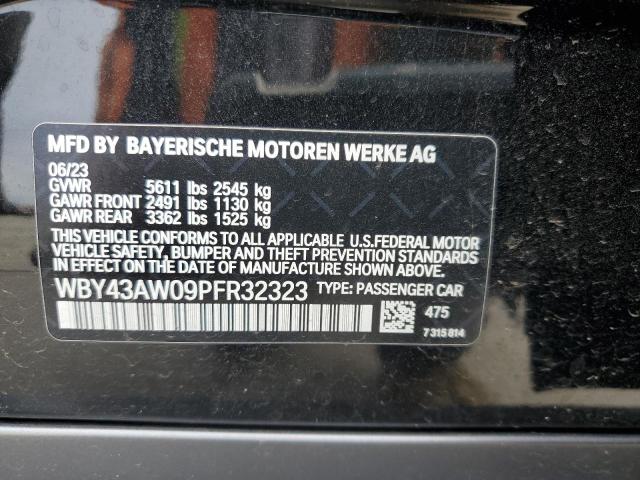 MFD BY BAYERISCHE MOTOREN WERKE AG
06/23
GVWR 5611 lbs 2545 kg
GAWR FRONT 2491 lbs 1130 kg
GAWR REAR 3362 lbs 1525 kg
THIS VEHICLE CONFORMS TO ALL APPLICABLE U.S.FEDERAL MOTOR
VEHICLE SAFETY, BUMPER AND THEFT PREVENTION STANDARDS
IN EFFECT ON THE DATE OF MANUFACTURE SHOWN ABOVE.
WBY43AW09PFR32323 TYPE: PASSENGER CAR
475
7 315 814